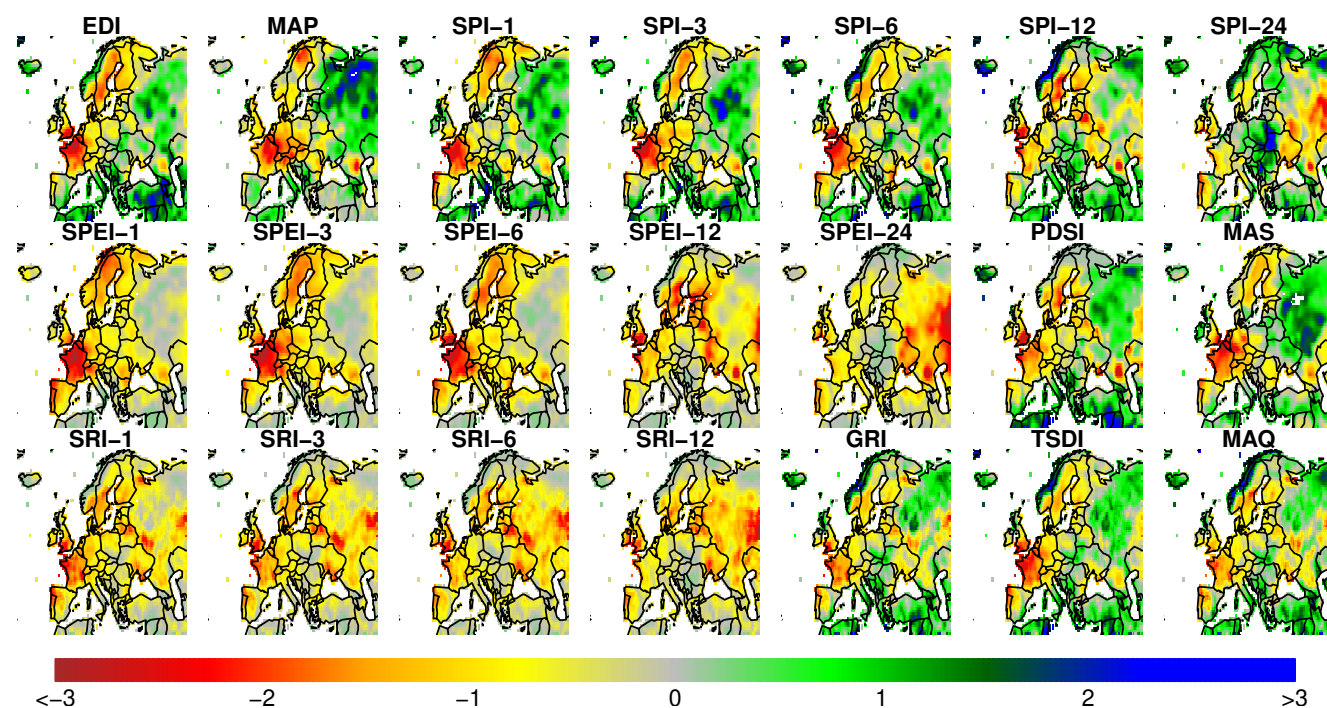 EDI MAP SPI−1 SPI−3 SPI−6 SPI−12 SPI−24
SPEI−1 SPEI−3 SPEI−6 SPEI−12 SPEI−24 PDSI MAS
SRI−1 SRI−3 SRI−6 SRI−12 GRI TSDI MAQ
<−3 −2 −1 0 1 2 >3